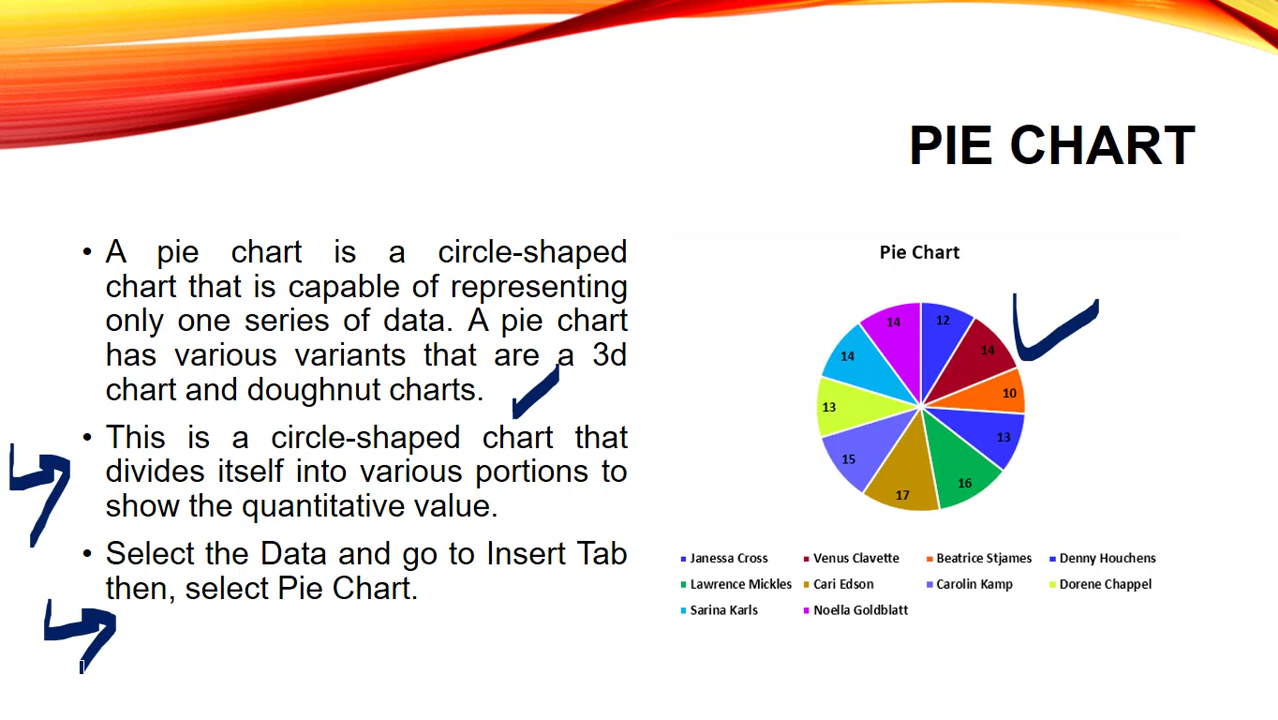 PIE CHART
• A pie chart is a circle-shaped
chart that is capable of representing
only one series of data. A pie chart
has various variants that are a 3d
chart and doughnut charts.
• This is a circle-shaped chart that
divides itself into various portions to
show the quantitative value.
• Select the Data and go to Insert Tab
then, select Pie Chart.
Pie Chart
12
14
10
13
16
17
15
13
14
14
Janessa Cross Venus Clavette Beatrice Stjames Denny Houchens
Lawrence Mickles Cari Edson Carolin Kamp Dorene Chappel
Sarina Karls Noella Goldblatt